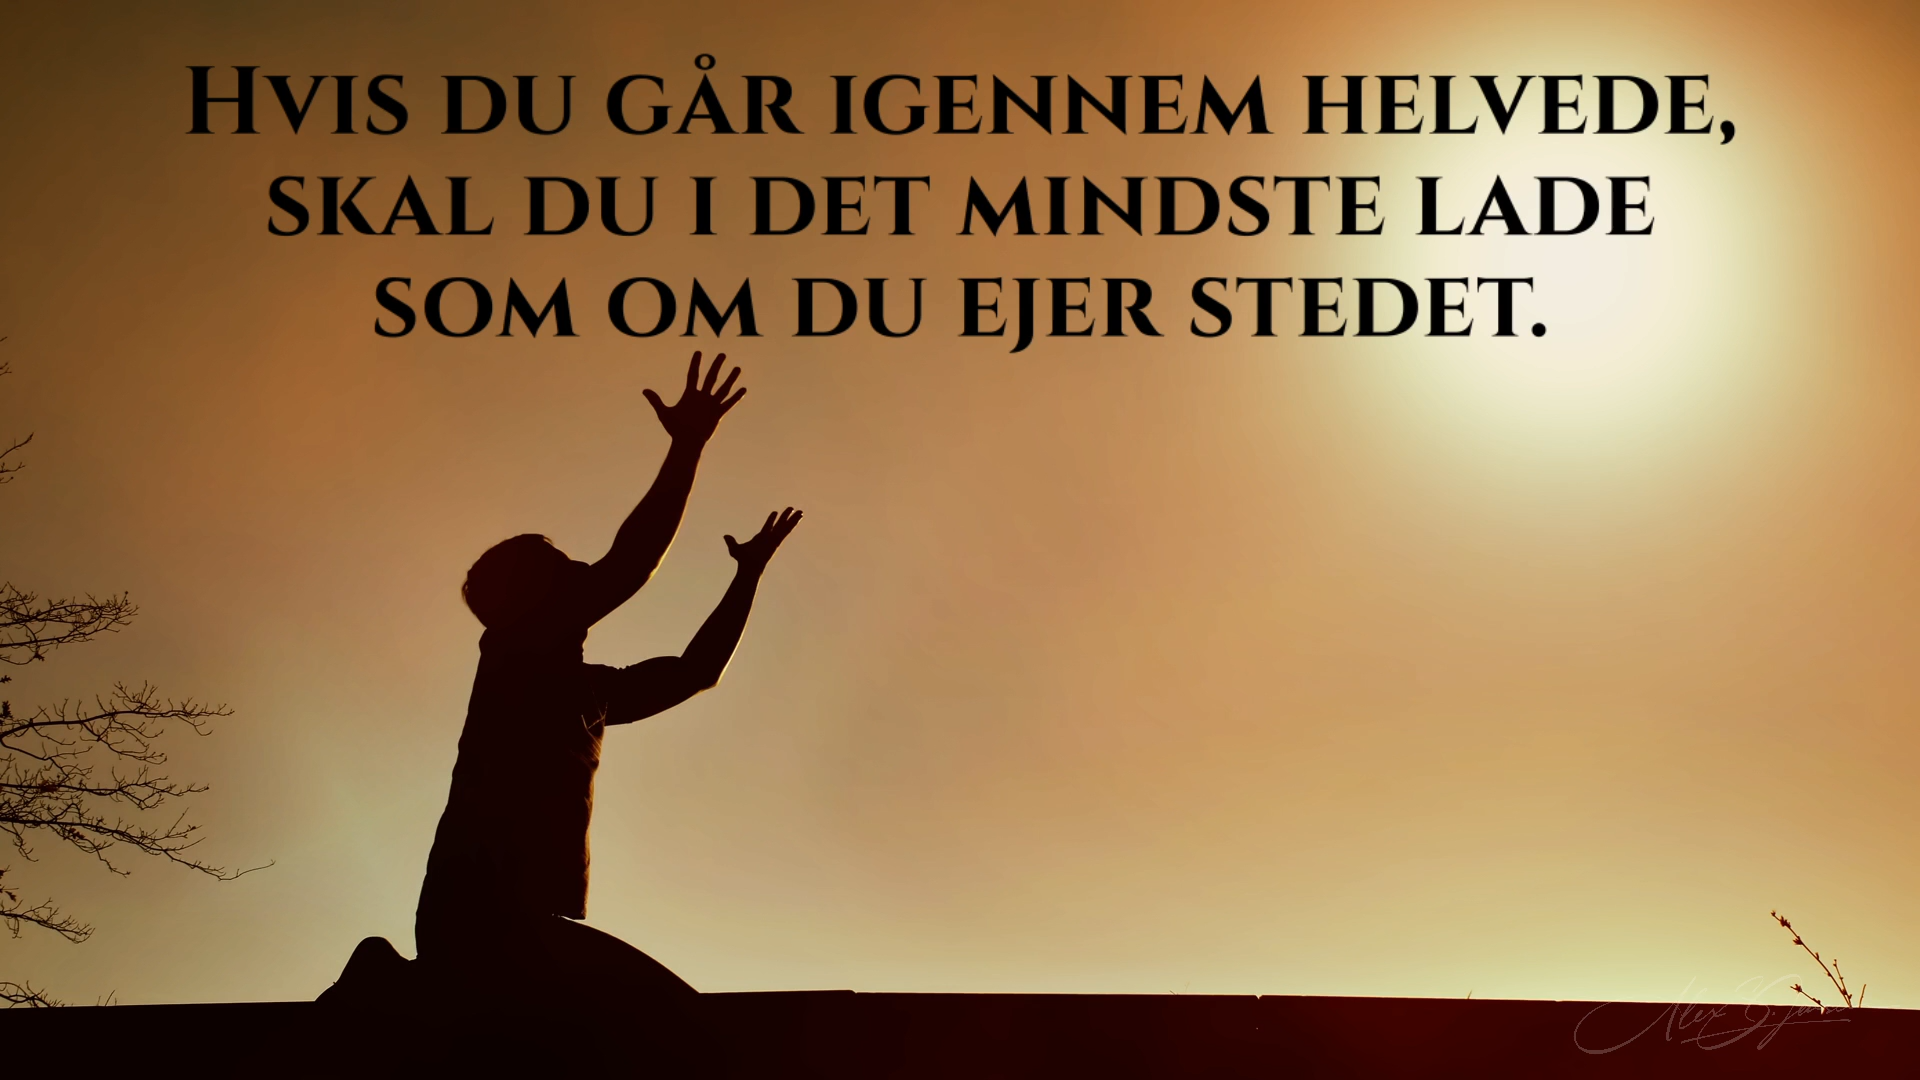 Hvis du går igennem helvede,
skal du i det mindste lade
som om du ejer stedet.